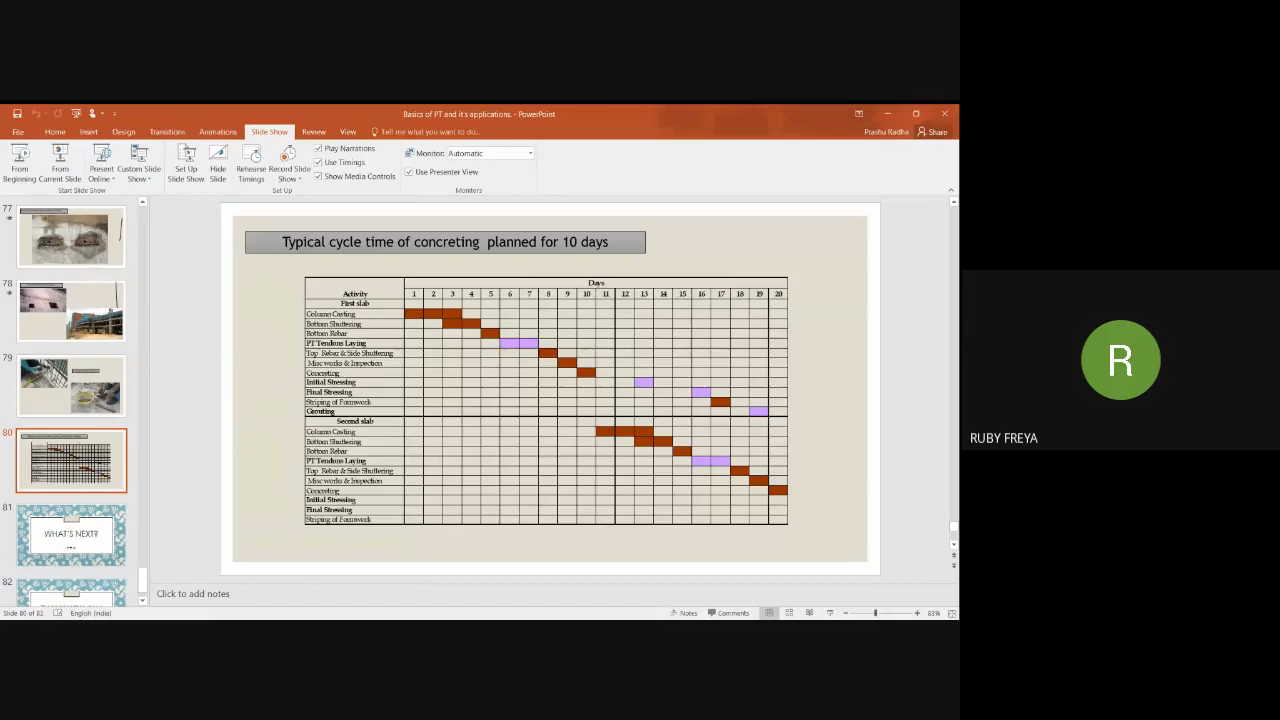 Basics of PT and it's applications. - PowerPoint
File Home Insert Design Transitions Animations Slide Show Review View Tell me what you want to do... Prashu Radha Share
From Beginning
From Current Slide
Present Online
Custom Slide Show
Start Slide Show
Set Up Slide Show
Hide Slide
Rehearse Timings
Record Slide Show
Play Narrations
Use Timings
Show Media Controls
Set Up
Monitor: Automatic
Use Presenter View
Monitors
77
78
79
80
81
WHAT'S NEXT?
82
Typical cycle time of concreting planned for 10 days
Days
Activity 1 2 3 4 5 6 7 8 9 10 11 12 13 14 15 16 17 18 19 20
First slab
Column Casting
Bottom Shuttering
Bottom Rebar
PT Tendons Laying
Top Rebar & Side Shuttering
Misc works & Inspection
Concreting
Initial Stressing
Final Stressing
Striping of Formwork
Grouting
Second slab
Column Casting
Bottom Shuttering
Bottom Rebar
PT Tendons Laying
Top Rebar & Side Shuttering
Misc works & Inspection
Concreting
Initial Stressing
Final Stressing
Striping of Formwork
Click to add notes
Slide 80 of 82 English (India) Notes Comments 83%
R
RUBY FREYA